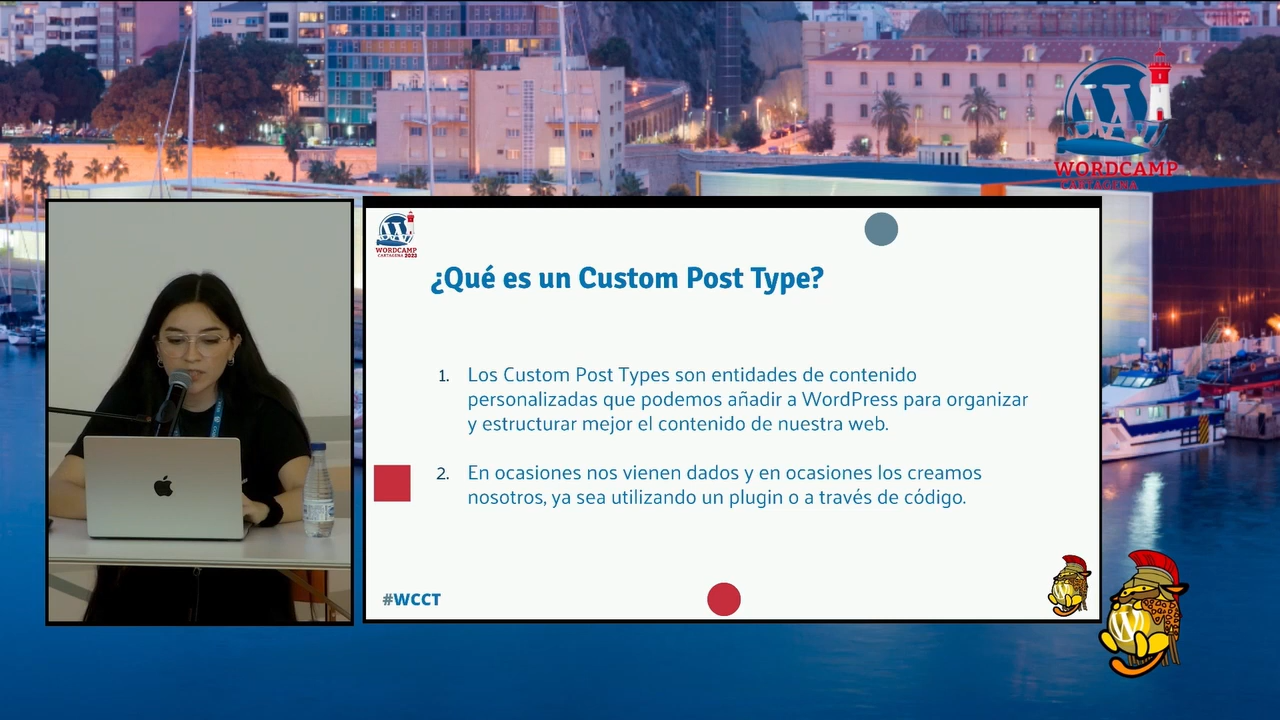 WORDCAMP
CARTAGENA
WORDCAMP
CARTAGENA 2023
¿Qué es un Custom Post Type?
1. Los Custom Post Types son entidades de contenido
personalizadas que podemos añadir a WordPress para organizar
y estructurar mejor el contenido de nuestra web.
2. En ocasiones nos vienen dados y en ocasiones los creamos
nosotros, ya sea utilizando un plugin o a través de código.
#WCCT